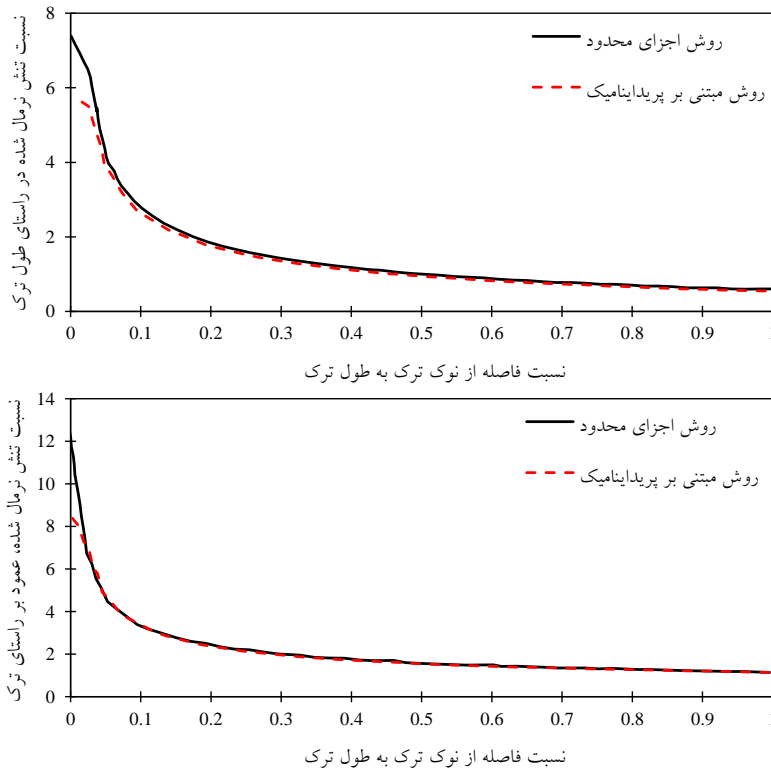 نسبت تنش نرمال شده در راستای طول ترک
8
6
4
2
0
روش اجزای محدود
روش مبتنی بر پریداینامیک
0 0.1 0.2 0.3 0.4 0.5 0.6 0.7 0.8 0.9 1
نسبت فاصله از نوک ترک به طول ترک
نسبت تنش نرمال شده، عمود بر راستای ترک
14
12
10
8
6
4
2
0
روش اجزای محدود
روش مبتنی بر پریداینامیک
0 0.1 0.2 0.3 0.4 0.5 0.6 0.7 0.8 0.9 1
نسبت فاصله از نوک ترک به طول ترک